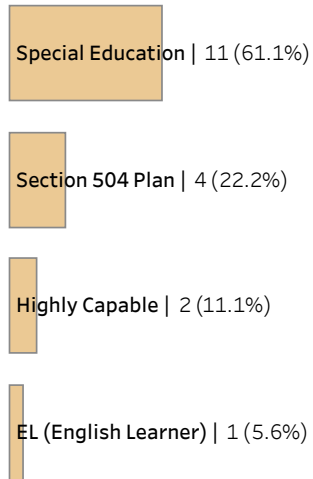 Special Education | 11 (61.1%)
Section 504 Plan | 4 (22.2%)
Highly Capable | 2 (11.1%)
EL (English Learner) | 1 (5.6%)